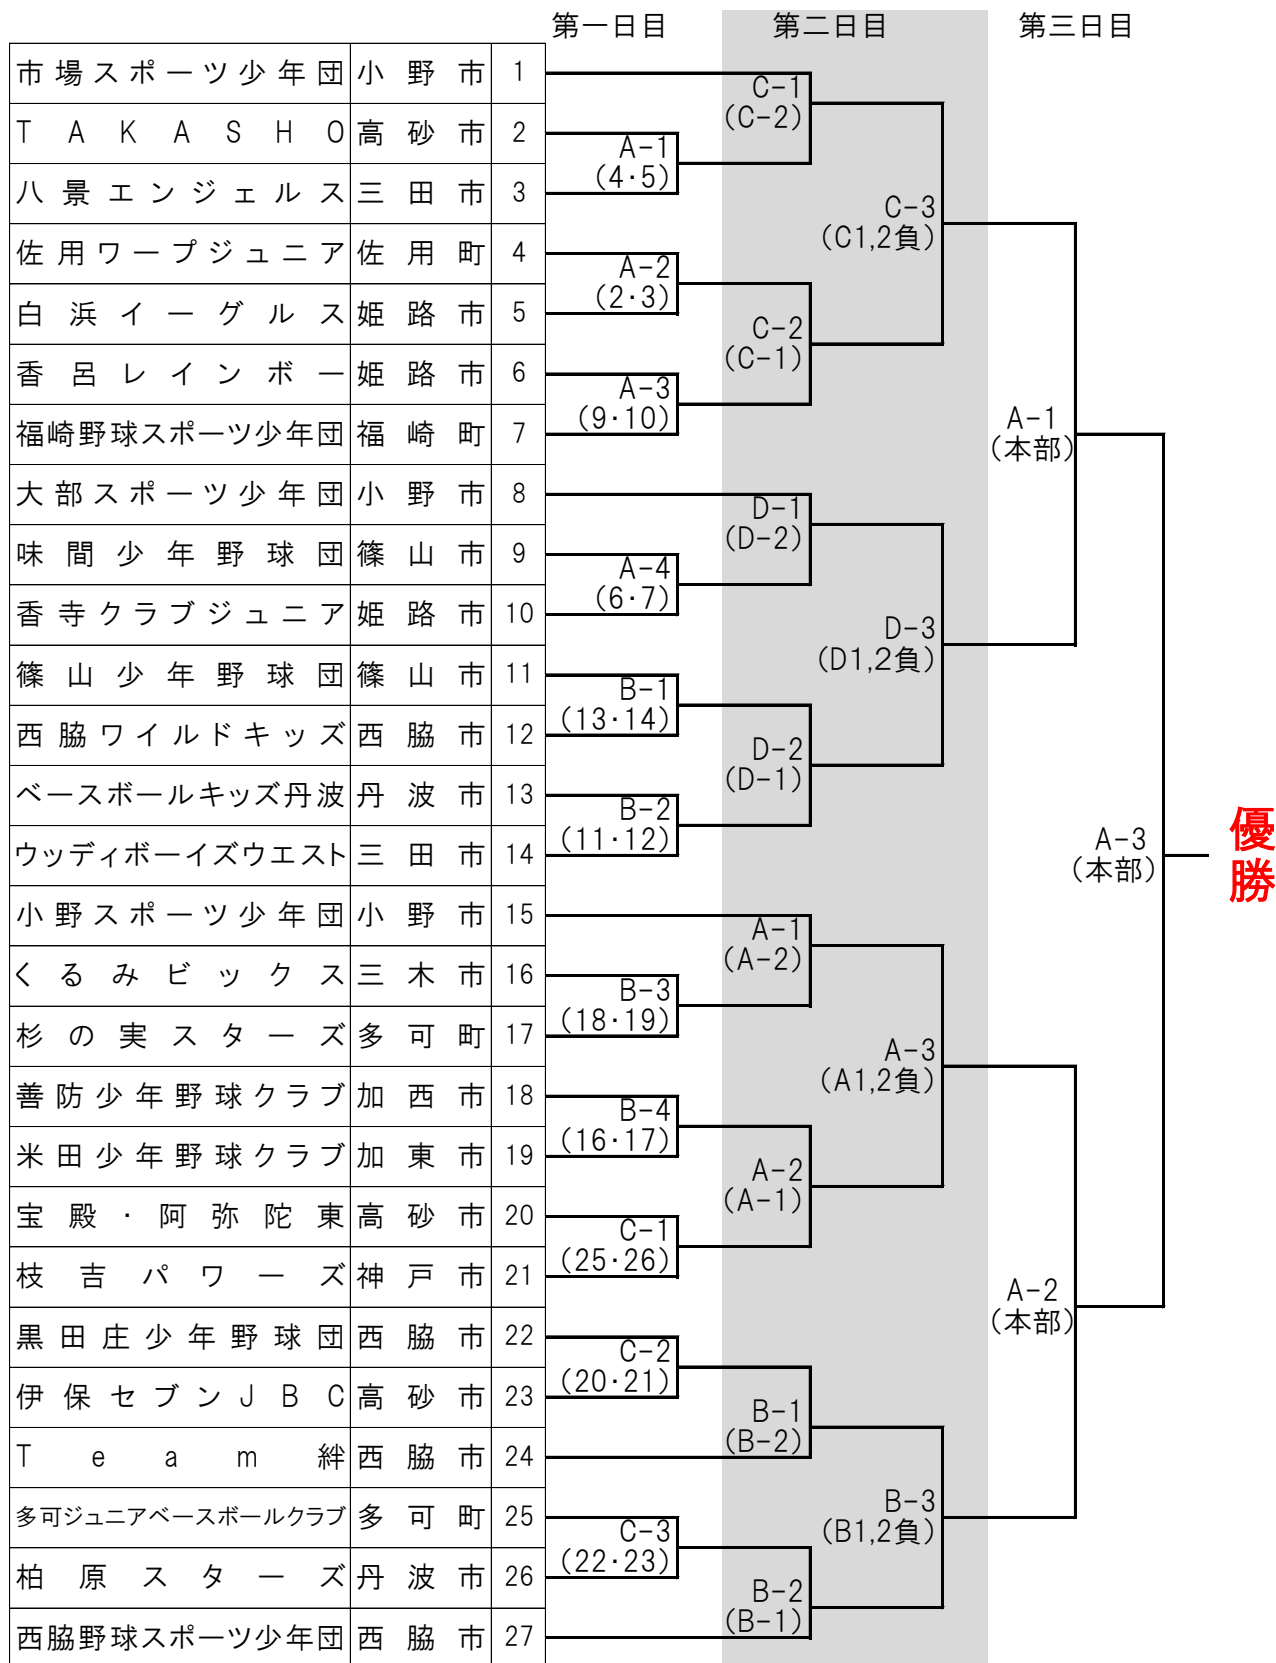 第一日目 第二日目 第三日目
市場スポーツ少年団 小野市 1
C-1
(C-2)
TAKASHO 高砂市 2
A-1
(4・5)
八景エンジェルス 三田市 3
C-3
(C1,2負)
佐用ワープジュニア 佐用町 4
A-2
(2・3)
白浜イーグルス 姫路市 5
C-2
(C-1)
香呂レインボー 姫路市 6
A-3
(9・10)
福崎野球スポーツ少年団 福崎町 7
A-1
(本部)
大部スポーツ少年団 小野市 8
D-1
(D-2)
味間少年野球団 篠山市 9
A-4
(6・7)
香寺クラブジュニア 姫路市 10
D-3
(D1,2負)
篠山少年野球団 篠山市 11
B-1
(13・14)
西脇ワイルドキッズ 西脇市 12
D-2
(D-1)
ベースボールキッズ丹波 丹波市 13
B-2
(11・12)
ウッディボーイズウエスト 三田市 14
A-3
(本部)
優勝
小野スポーツ少年団 小野市 15
A-1
(A-2)
くるみビックス 三木市 16
B-3
(18・19)
杉の実スターズ 多可町 17
A-3
(A1,2負)
善防少年野球クラブ 加西市 18
B-4
(16・17)
米田少年野球クラブ 加東市 19
A-2
(A-1)
宝殿・阿弥陀東 高砂市 20
C-1
(25・26)
枝吉パワーズ 神戸市 21
A-2
(本部)
黒田庄少年野球団 西脇市 22
C-2
(20・21)
伊保セブンJBC 高砂市 23
B-1
(B-2)
Team絆 西脇市 24
多可ジュニアベースボールクラブ 多可町 25
B-3
(B1,2負)
C-3
(22・23)
柏原スターズ 丹波市 26
B-2
(B-1)
西脇野球スポーツ少年団 西脇市 27